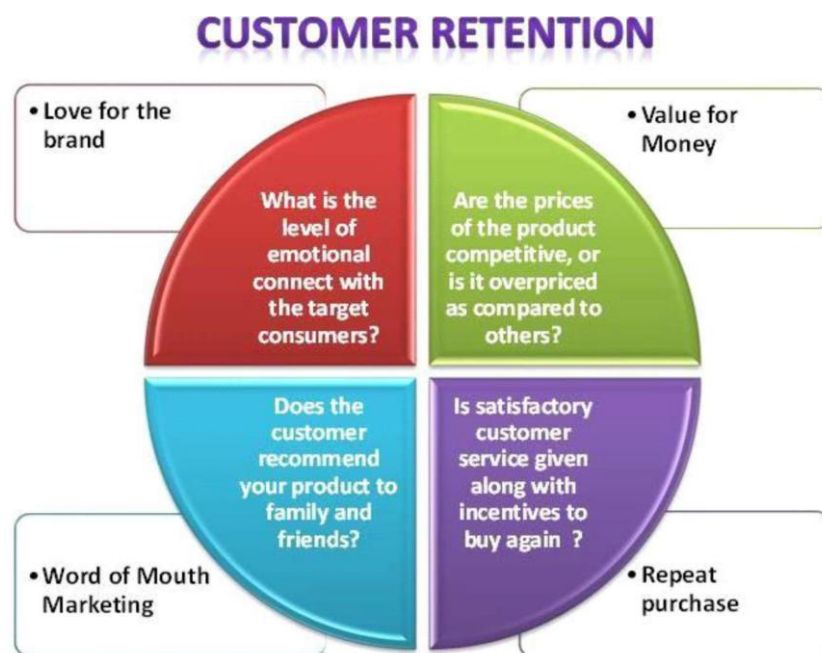 CUSTOMER RETENTION
• Love for the
brand
• Value for
Money
What is the
level of
emotional
connect with
the target
consumers?
Are the prices
of the product
competitive, or
is it overpriced
as compared to
others?
Does the
customer
recommend
your product to
family and
friends?
Is satisfactory
customer
service given
along with
incentives to
buy again  ?
• Word of Mouth
Marketing
• Repeat
purchase